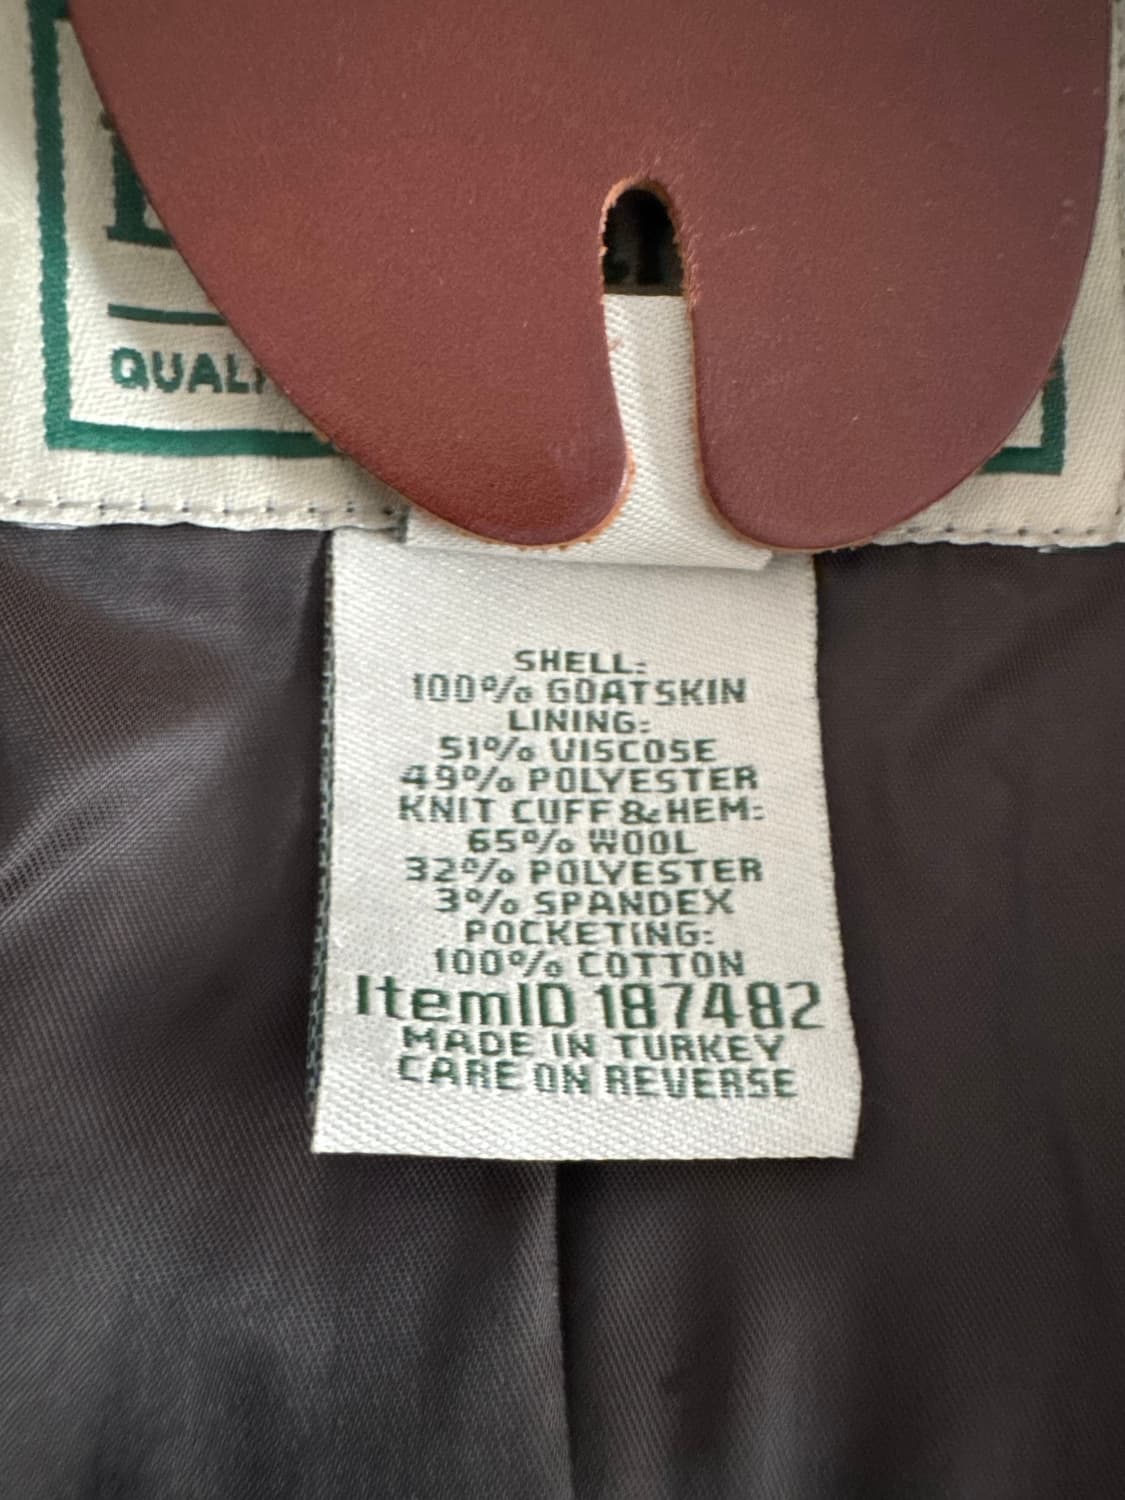 QUALI
SHELL:
100% GOATSKIN
LINING:
51% VISCOSE
49% POLYESTER
KNIT CUFF & HEM:
65% WOOL
32% POLYESTER
3% SPANDEX
POCKETING:
100% COTTON
ItemID 187482
MADE IN TURKEY
CARE ON REVERSE